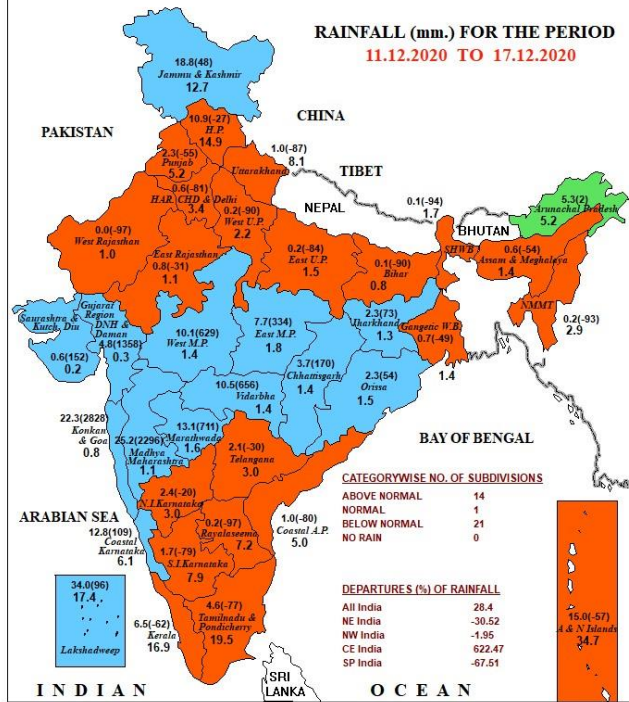 RAINFALL (mm.) FOR THE PERIOD
11.12.2020 TO 17.12.2020
18.8(48)
Jammu & Kashmir
12.7
CHINA
10.9(-27)
H.P.
14.9
PAKISTAN
2.3(-55)
Punjab
5.2
1.0(-87)
8.1
Uttarakhand
TIBET
0.6(-81)
HAR. CHD & Delhi
3.4
NEPAL
0.2(-90)
West U.P.
2.2
0.1(-94)
1.7
5.3(2)
Arunachal Pradesh
5.2
BHUTAN
0.0(-97)
West Rajasthan
1.0
East Rajasthan
0.8(-31)
1.1
0.2(-84)
East U.P.
1.5
0.1(-90)
Bihar
0.8
SHWB
0.6(-54)
Assam & Meghalaya
1.4
NMMT
0.2(-93)
2.9
Saurashtra &
Kutch, Diu
0.6(152)
0.2
Gujarat
Region
DNH &
Daman
4.8(1358)
0.3
10.1(629)
West M.P.
1.4
7.7(334)
East M.P.
1.8
2.3(73)
Jharkhand
1.3
Gangetic W.B.
0.7(-49)
1.4
3.7(170)
Chhattisgarh
1.4
2.3(54)
Orissa
1.5
10.5(656)
Vidarbha
1.4
22.3(2828
Konkan
& Goa
0.8
25.2(2296)
Madhya
Maharashtra
1.1
13.1(711)
Marathwada
1.6
2.1(-30)
Telangana
3.0
BAY OF BENGAL
CATEGORYWISE NO. OF SUBDIVISIONS
ABOVE NORMAL 14
NORMAL 1
BELOW NORMAL 21
NO RAIN 0
2.4(-20)
N.I.Karnataka
3.0
ARABIAN SEA
12.8(109)
Coastal
Karnataka
6.1
0.2(-97)
Rayalaseema
7.2
1.0(-80)
Coastal A.P.
5.0
1.7(-79)
S.I.Karnataka
7.9
DEPARTURES (%) OF RAINFALL
All India 28.4
NE India -30.52
NW India -1.95
CE India 622.47
SP India -67.51
34.0(96)
17.4
Lakshadweep
6.5(-62)
Kerala
16.9
4.6(-77)
Tamilnadu &
Pondicherry
19.5
15.0(-57)
A & N Islands
34.7
SRI
LANKA
INDIAN OCEAN